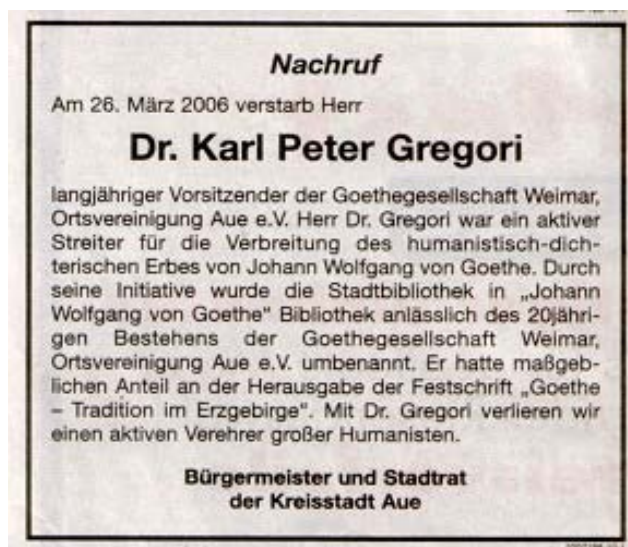 Nachruf
Am 26. März 2006 verstarb Herr
Dr. Karl Peter Gregori
langjähriger Vorsitzender der Goethegesellschaft Weimar,
Ortsvereinigung Aue e.V. Herr Dr. Gregori war ein aktiver
Streiter für die Verbreitung des humanistisch-dich-
terischen Erbes von Johann Wolfgang von Goethe. Durch
seine Initiative wurde die Stadtbibliothek in „Johann
Wolfgang von Goethe“ Bibliothek anlässlich des 20jähri-
gen Bestehens der Goethegesellschaft Weimar,
Ortsvereinigung Aue e.V. umbenannt. Er hatte maßgeb-
lichen Anteil an der Herausgabe der Festschrift „Goethe
– Tradition im Erzgebirge“. Mit Dr. Gregori verlieren wir
einen aktiven Verehrer großer Humanisten.
Bürgermeister und Stadtrat
der Kreisstadt Aue